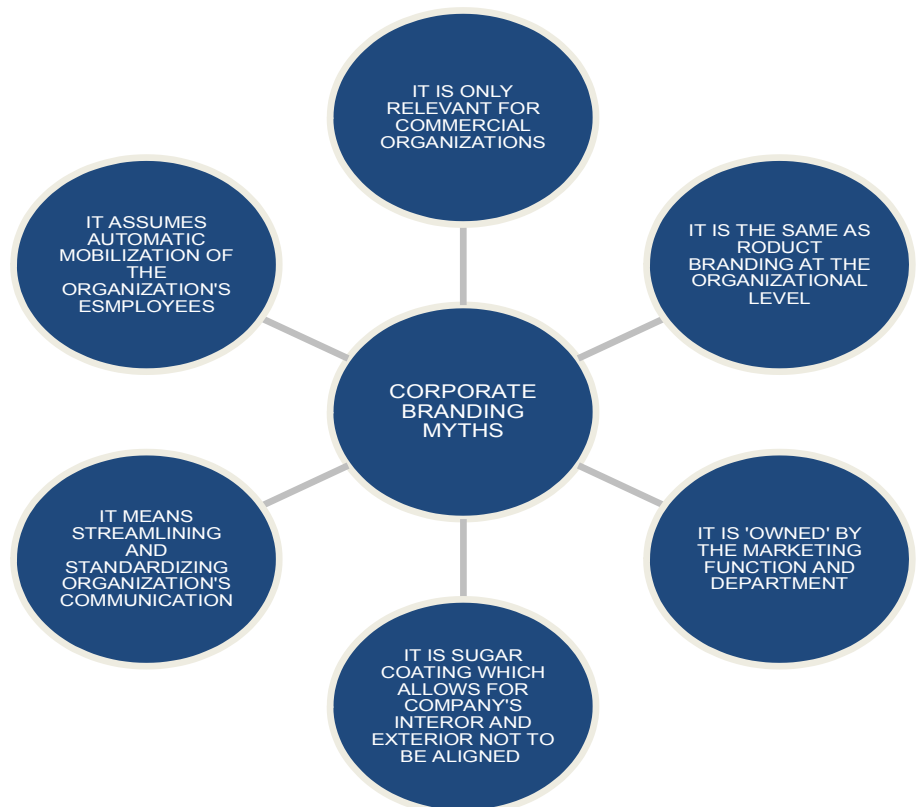 IT IS ONLY
RELEVANT FOR
COMMERCIAL
ORGANIZATIONS
IT IS THE SAME AS
RODUCT
BRANDING AT THE
ORGANIZATIONAL
LEVEL
IT IS 'OWNED' BY
THE MARKETING
FUNCTION AND
DEPARTMENT
IT IS SUGAR
COATING WHICH
ALLOWS FOR
COMPANY'S
INTEROR AND
EXTERIOR NOT TO
BE ALIGNED
IT MEANS
STREAMLINING
AND
STANDARDIZING
ORGANIZATION'S
COMMUNICATION
IT ASSUMES
AUTOMATIC
MOBILIZATION OF
THE
ORGANIZATION'S
ESMPLOYEES
CORPORATE
BRANDING
MYTHS